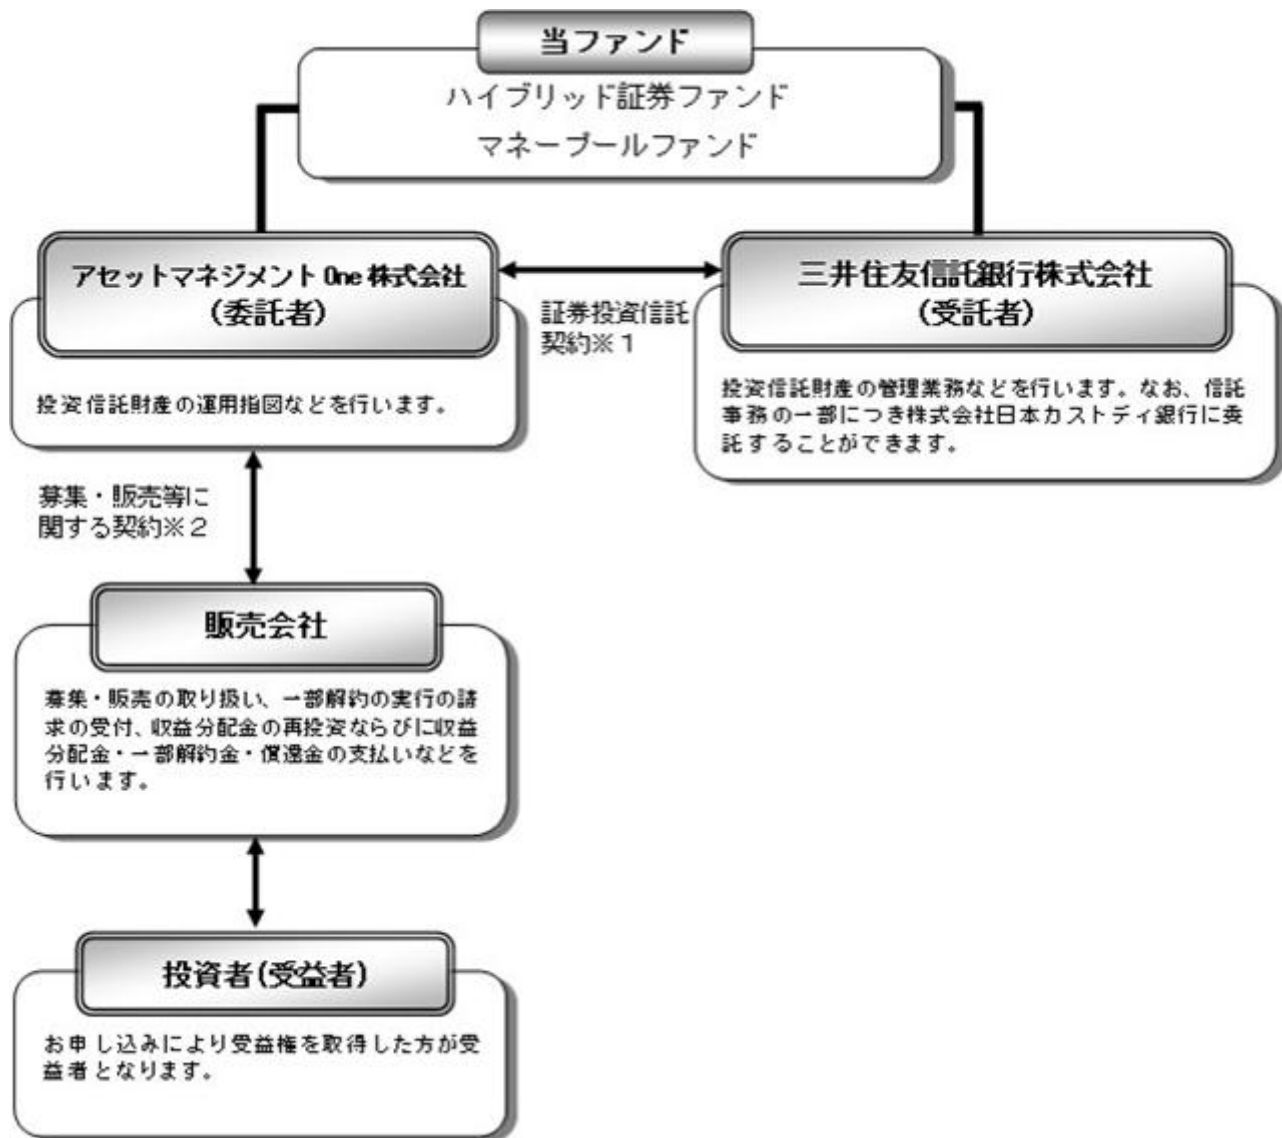 当ファンド
ハイブリッド証券ファンド
マネープールファンド
アセットマネジメントOne株式会社
(委託者)
投資信託財産の運用指図などを行います。
証券投資信託
契約※1
三井住友信託銀行株式会社
(受託者)
投資信託財産の管理業務などを行います。なお、信託
事務の一部につき株式会社日本カストディ銀行に委
託することができます。
募集・販売等に
関する契約※2
販売会社
募集・販売の取り扱い、一部解約の実行の請
求の受付、収益分配金の再投資ならびに収益
分配金・一部解約金・償還金の支払いなどを
行います。
投資者(受益者)
お申し込みにより受益権を取得した方が受
益者となります。